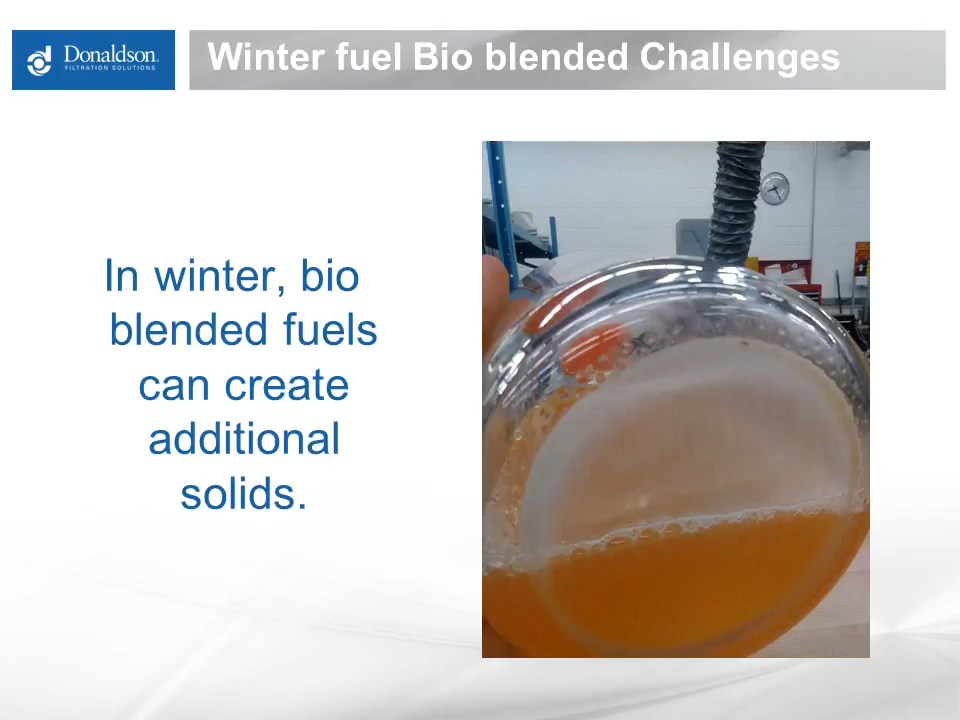 Donaldson.
FILTRATION SOLUTIONS
Winter fuel Bio blended Challenges
In winter, bio
blended fuels
can create
additional
solids.